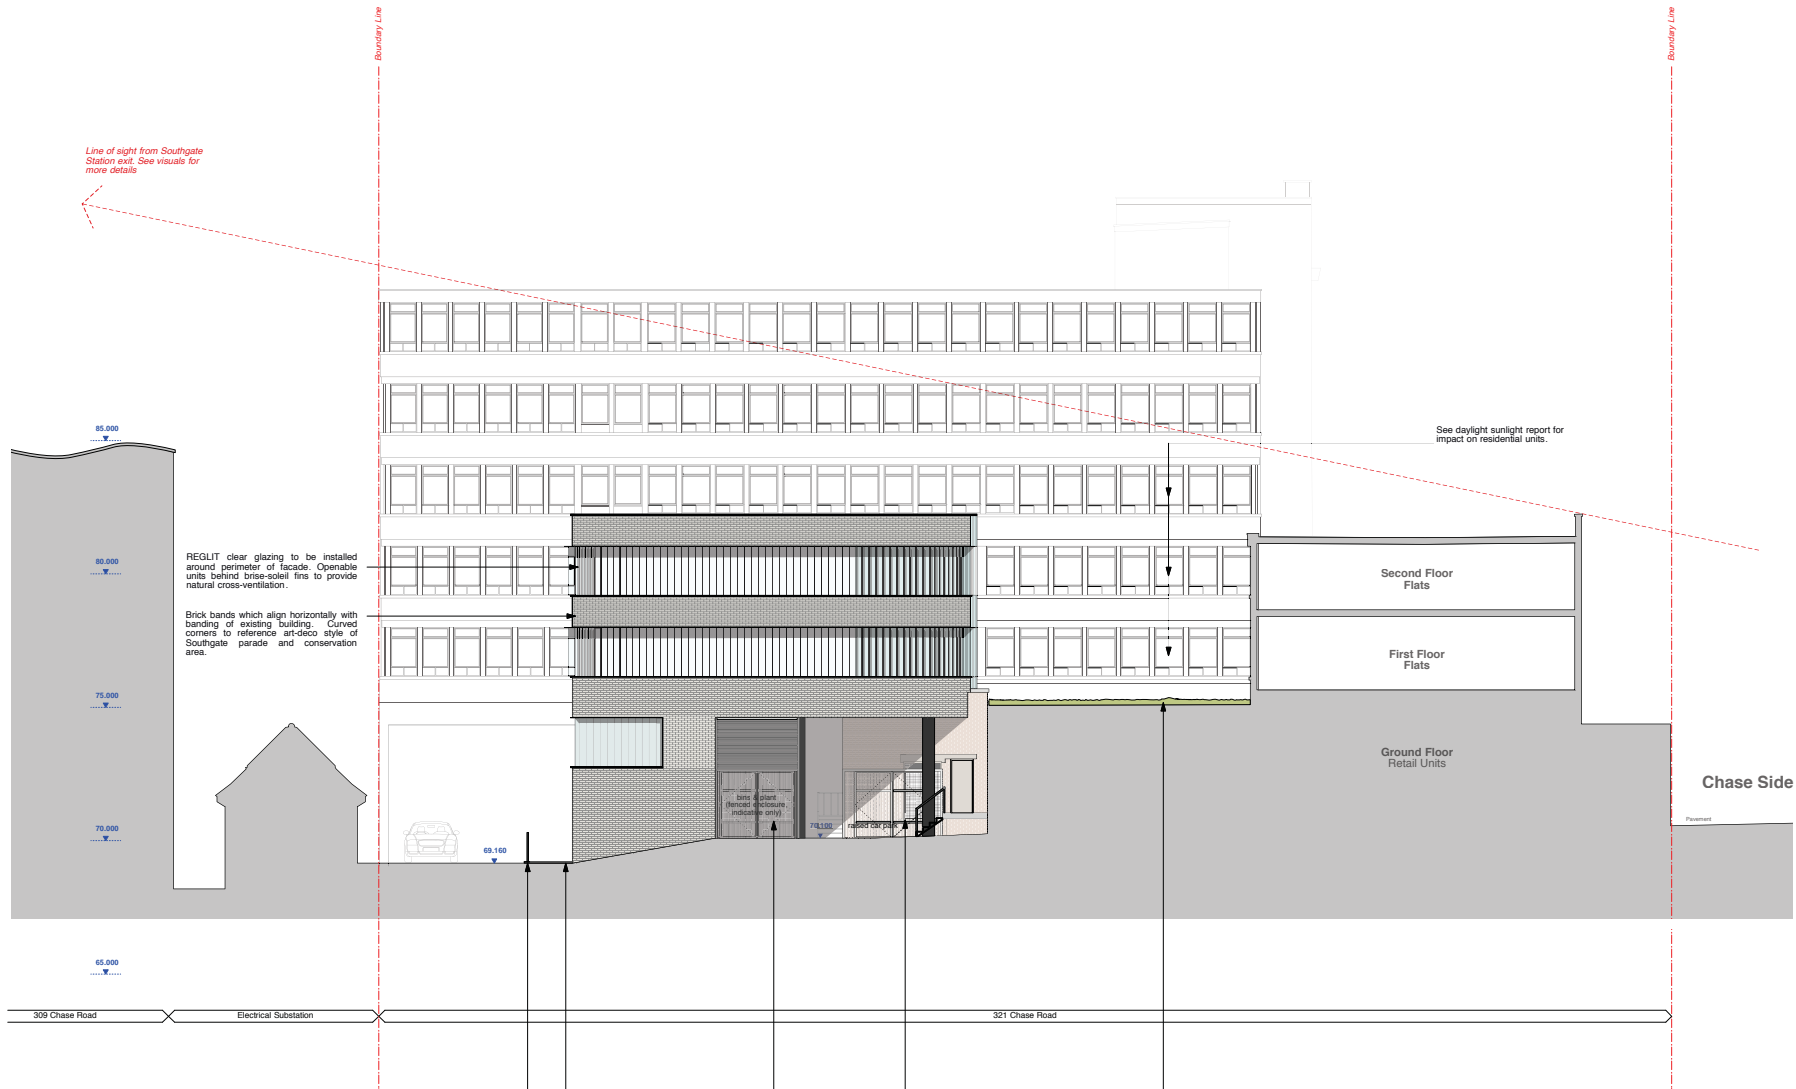 Boundary Line
Boundary Line
Line of sight from Southgate
Station exit. See visuals for
more details
85.000
See daylight sunlight report for
impact on residential units.
REGLIT clear glazing to be installed
around perimeter of facade. Openable
units behind brise-soleil fins to provide
natural cross-ventilation.
80.000
Second Floor
Flats
Brick bands which align horizontally with
banding of existing building. Curved
corners to reference art-deco style of
Southgate parade and conservation
area.
First Floor
Flats
75.000
Ground Floor
Retail Units
Chase Side
bins & plant
(fenced enclosure,
indicative only)
70.000
70.100
raised car park
Pavement
69.160
65.000
309 Chase Road
Electrical Substation
321 Chase Road